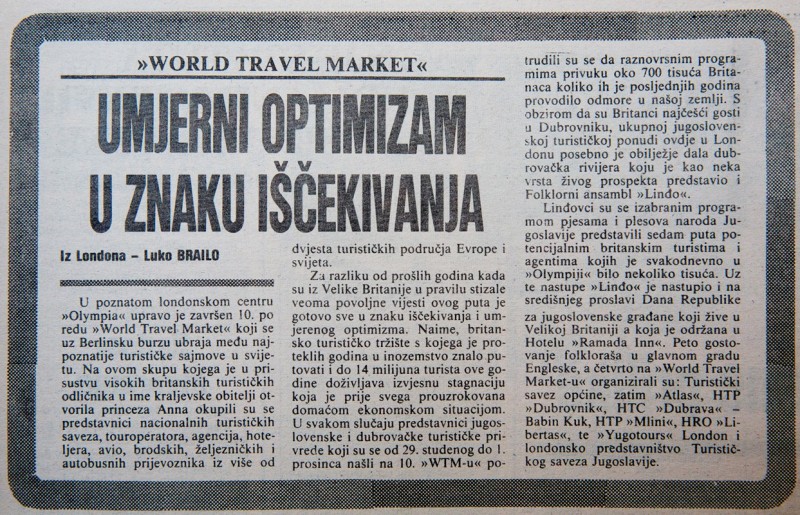 »WORLD TRAVEL MARKET«
UMJERNI OPTIMIZAM
U ZNAKU IŠČEKIVANJA
Iz Londona – Luko BRAILO
U poznatom londonskom centru
»Olympia« upravo je završen 10. po
redu »World Travel Market« koji se
uz Berlinsku burzu ubraja među naj-
poznatije turističke sajmove u svije-
tu. Na ovom skupu kojega je u pri-
sustvu visokih britanskih turističkih
odličnika u ime kraljevske obitelji ot-
vorila princeza Anna okupili su se
predstavnici nacionalnih turističkih
saveza, touroperatora, agencija, hote-
ljera, avio, brodskih, željezničkih i
autobusnih prijevoznika iz više od
dvjesta turističkih područja Evrope i
svijeta.
Za razliku od prošlih godina kada
su iz Velike Britanije u pravilu stizale
veoma povoljne vijesti ovog puta je
gotovo sve u znaku iščekivanja i um-
jerenog optimizma. Naime, britan-
sko turističko tržište s kojega je pro-
teklih godina u inozemstvo znalo pu-
tovati i do 14 milijuna turista ove go-
dine doživljava izvjesnu stagnaciju
koja je prije svega prouzrokovana
domaćom ekonomskom situacijom.
U svakom slučaju predstavnici jugos-
lovenske i dubrovačke turističke pri-
vrede koji su se od 29. studenog do 1.
prosinca našli na 10. »WTM-u« po-
trudili su se da raznovrsnim progra-
mima privuku oko 700 tisuća Brita-
naca koliko ih je posljednjih godina
provodilo odmore u našoj zemlji. S
obzirom da su Britanci najčešći gosti
u Dubrovniku, ukupnoj jugosloven-
skoj turističkoj ponudi ovdje u Lon-
donu posebno je obilježje dala dub-
rovačka rivijera koju je kao neka
vrsta živog prospekta predstavio i
Folklorni ansambl »Linđo«.
Linđovci su se izabranim progra-
mom pjesama i plesova naroda Ju-
goslavije predstavili sedam puta po-
tencijalnim britanskim turistima i
agentima kojih je svakodnevno u
»Olympiji« bilo nekoliko tisuća. Uz
te nastupe »Linđo« je nastupio i na
središnjoj proslavi Dana Republike
za jugoslovenske građane koji žive u
Velikoj Britaniji a koja je održana u
Hotelu »Ramada Inn«. Peto gosto-
vanje folkloraša u glavnom gradu
Engleske, a četvrto na »World Travel
Market-u« organizirali su: Turistički
savez općine, zatim »Atlas«, HTP
»Dubrovnik«, HTC »Dubrava« –
Babin Kuk, HTP »Mlini«, HRO »Li-
bertas«, te »Yugotours« London i
londonsko predstavništvo Turistič-
kog saveza Jugoslavije.